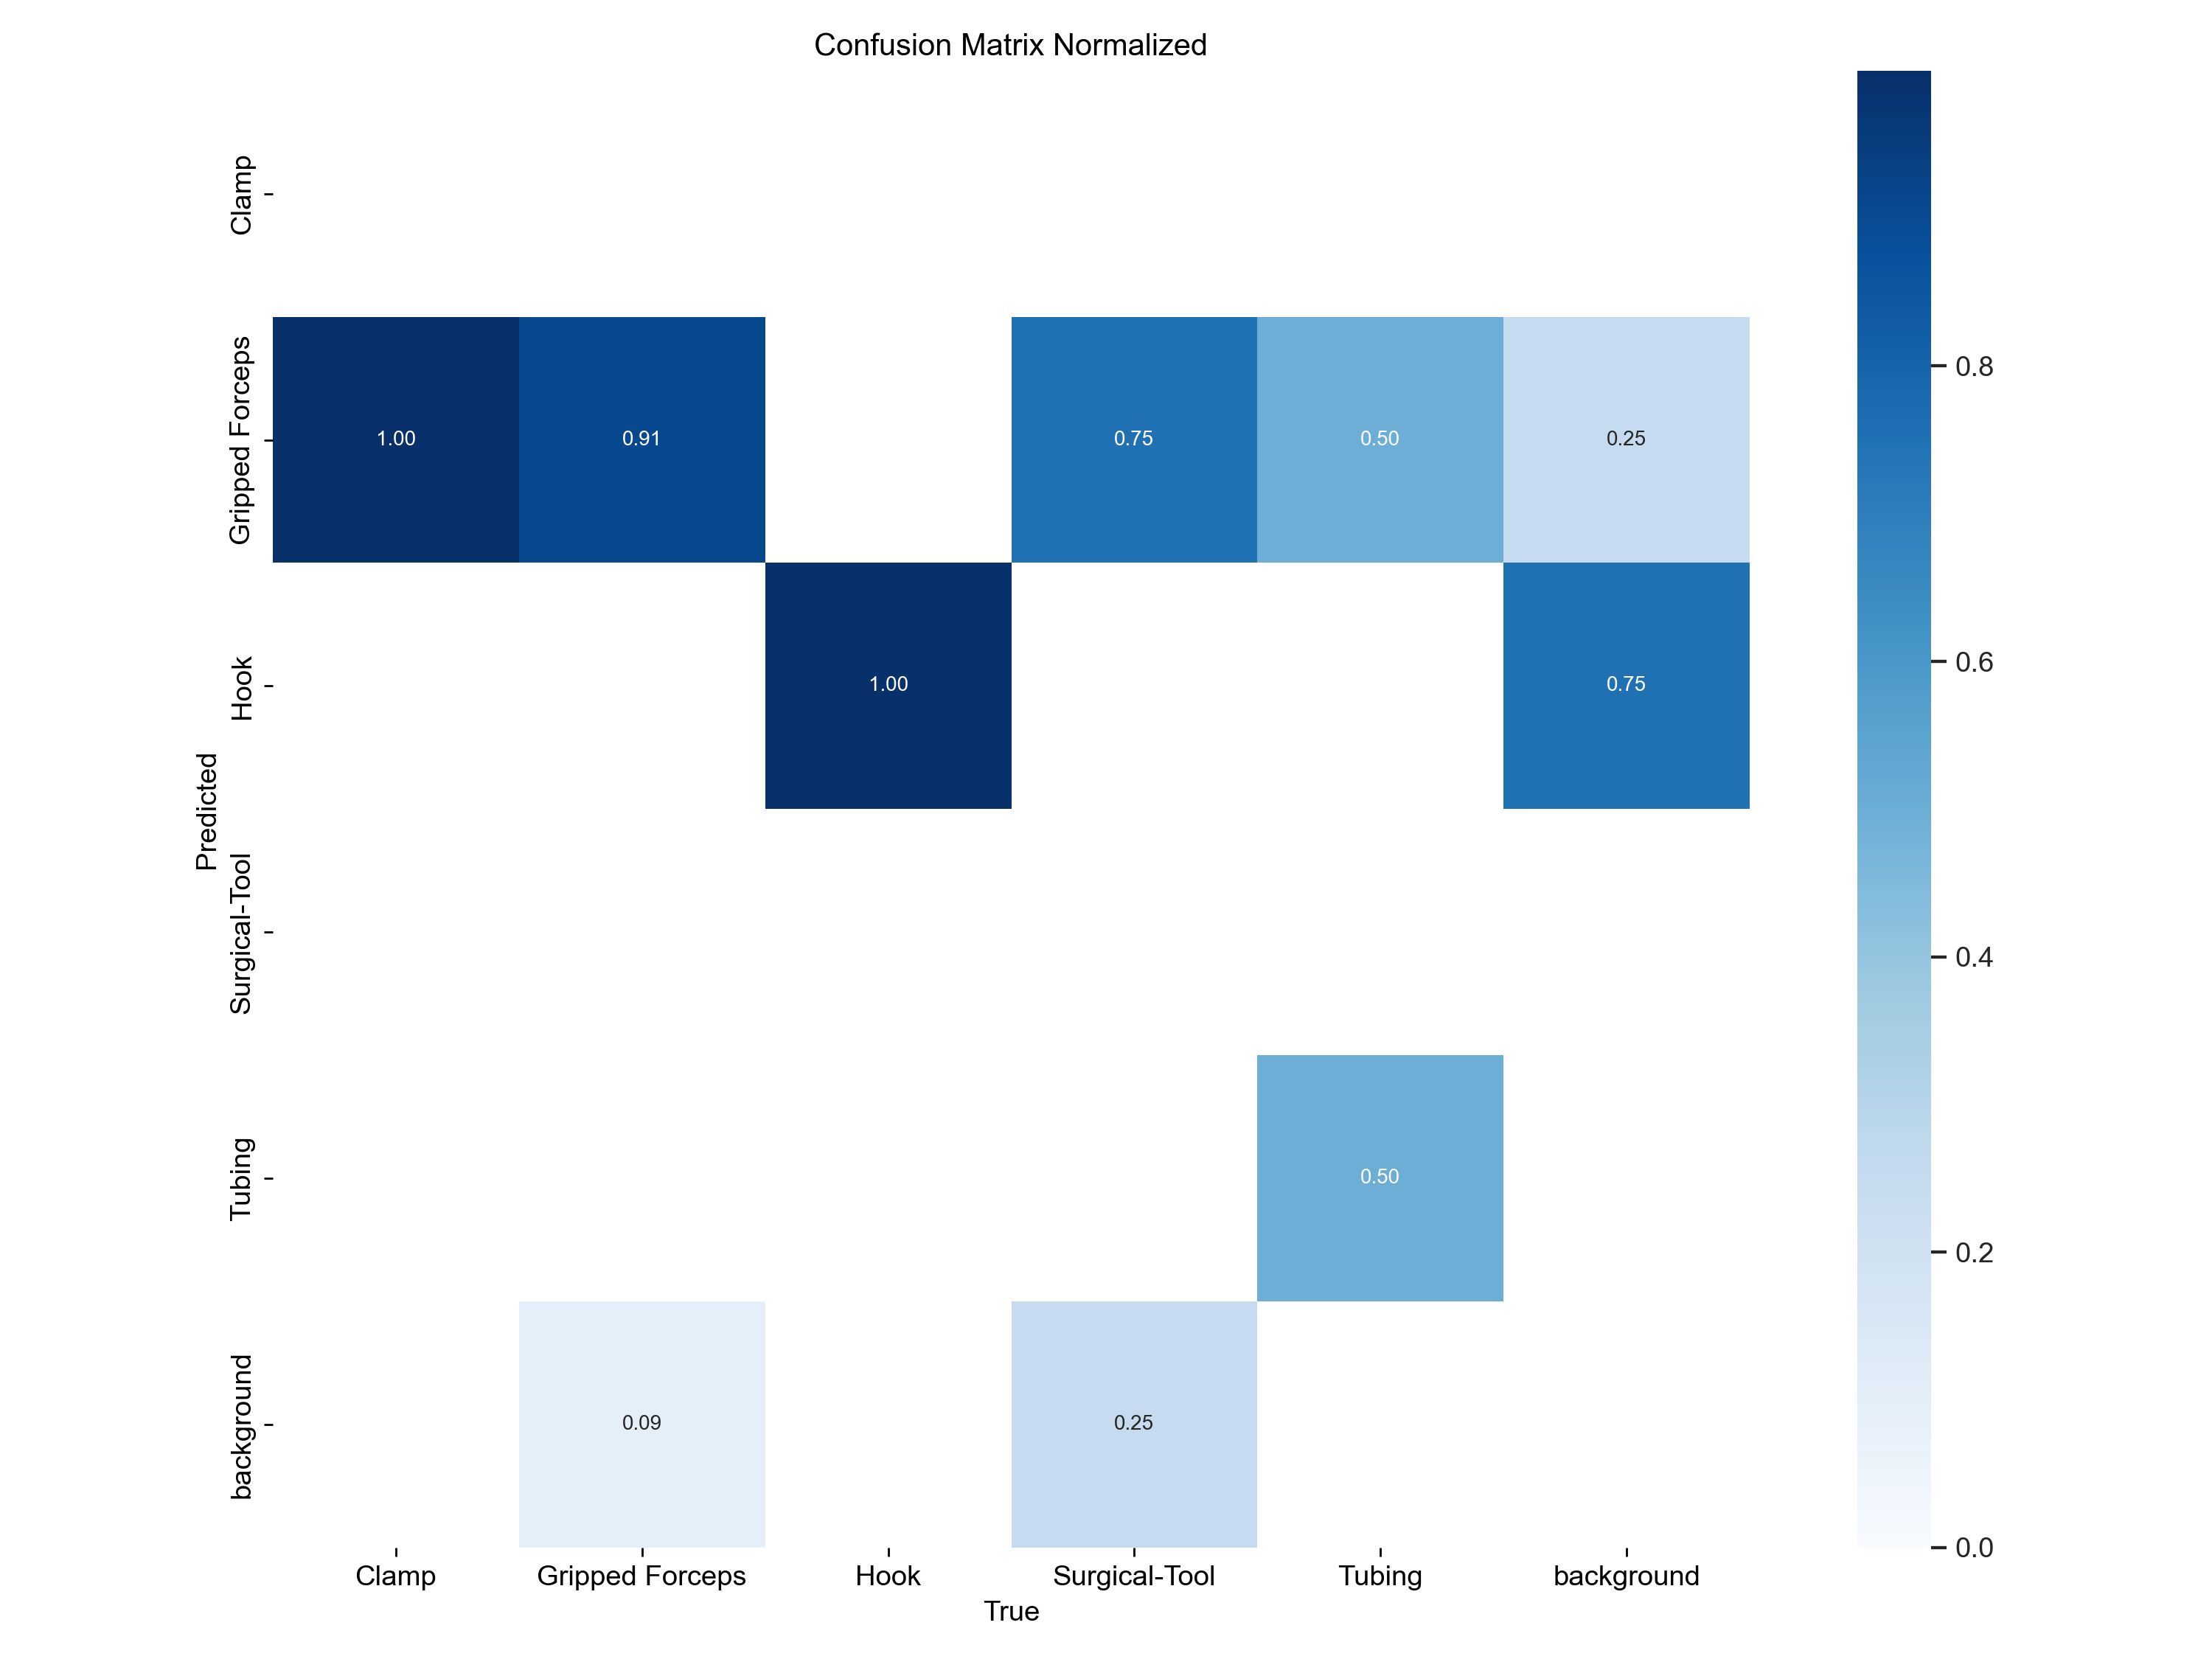 Confusion Matrix Normalized
Clamp
Gripped Forceps
Hook
Surgical-Tool
Tubing
background
Predicted
1.00 0.91 0.75 0.50 0.25
1.00 0.75
0.50
0.09 0.25
Clamp Gripped Forceps Hook Surgical-Tool Tubing background
True
0.8
0.6
0.4
0.2
0.0